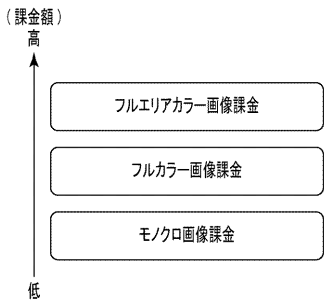 （課金額）
高
フルエリアカラー画像課金
フルカラー画像課金
モノクロ画像課金
低